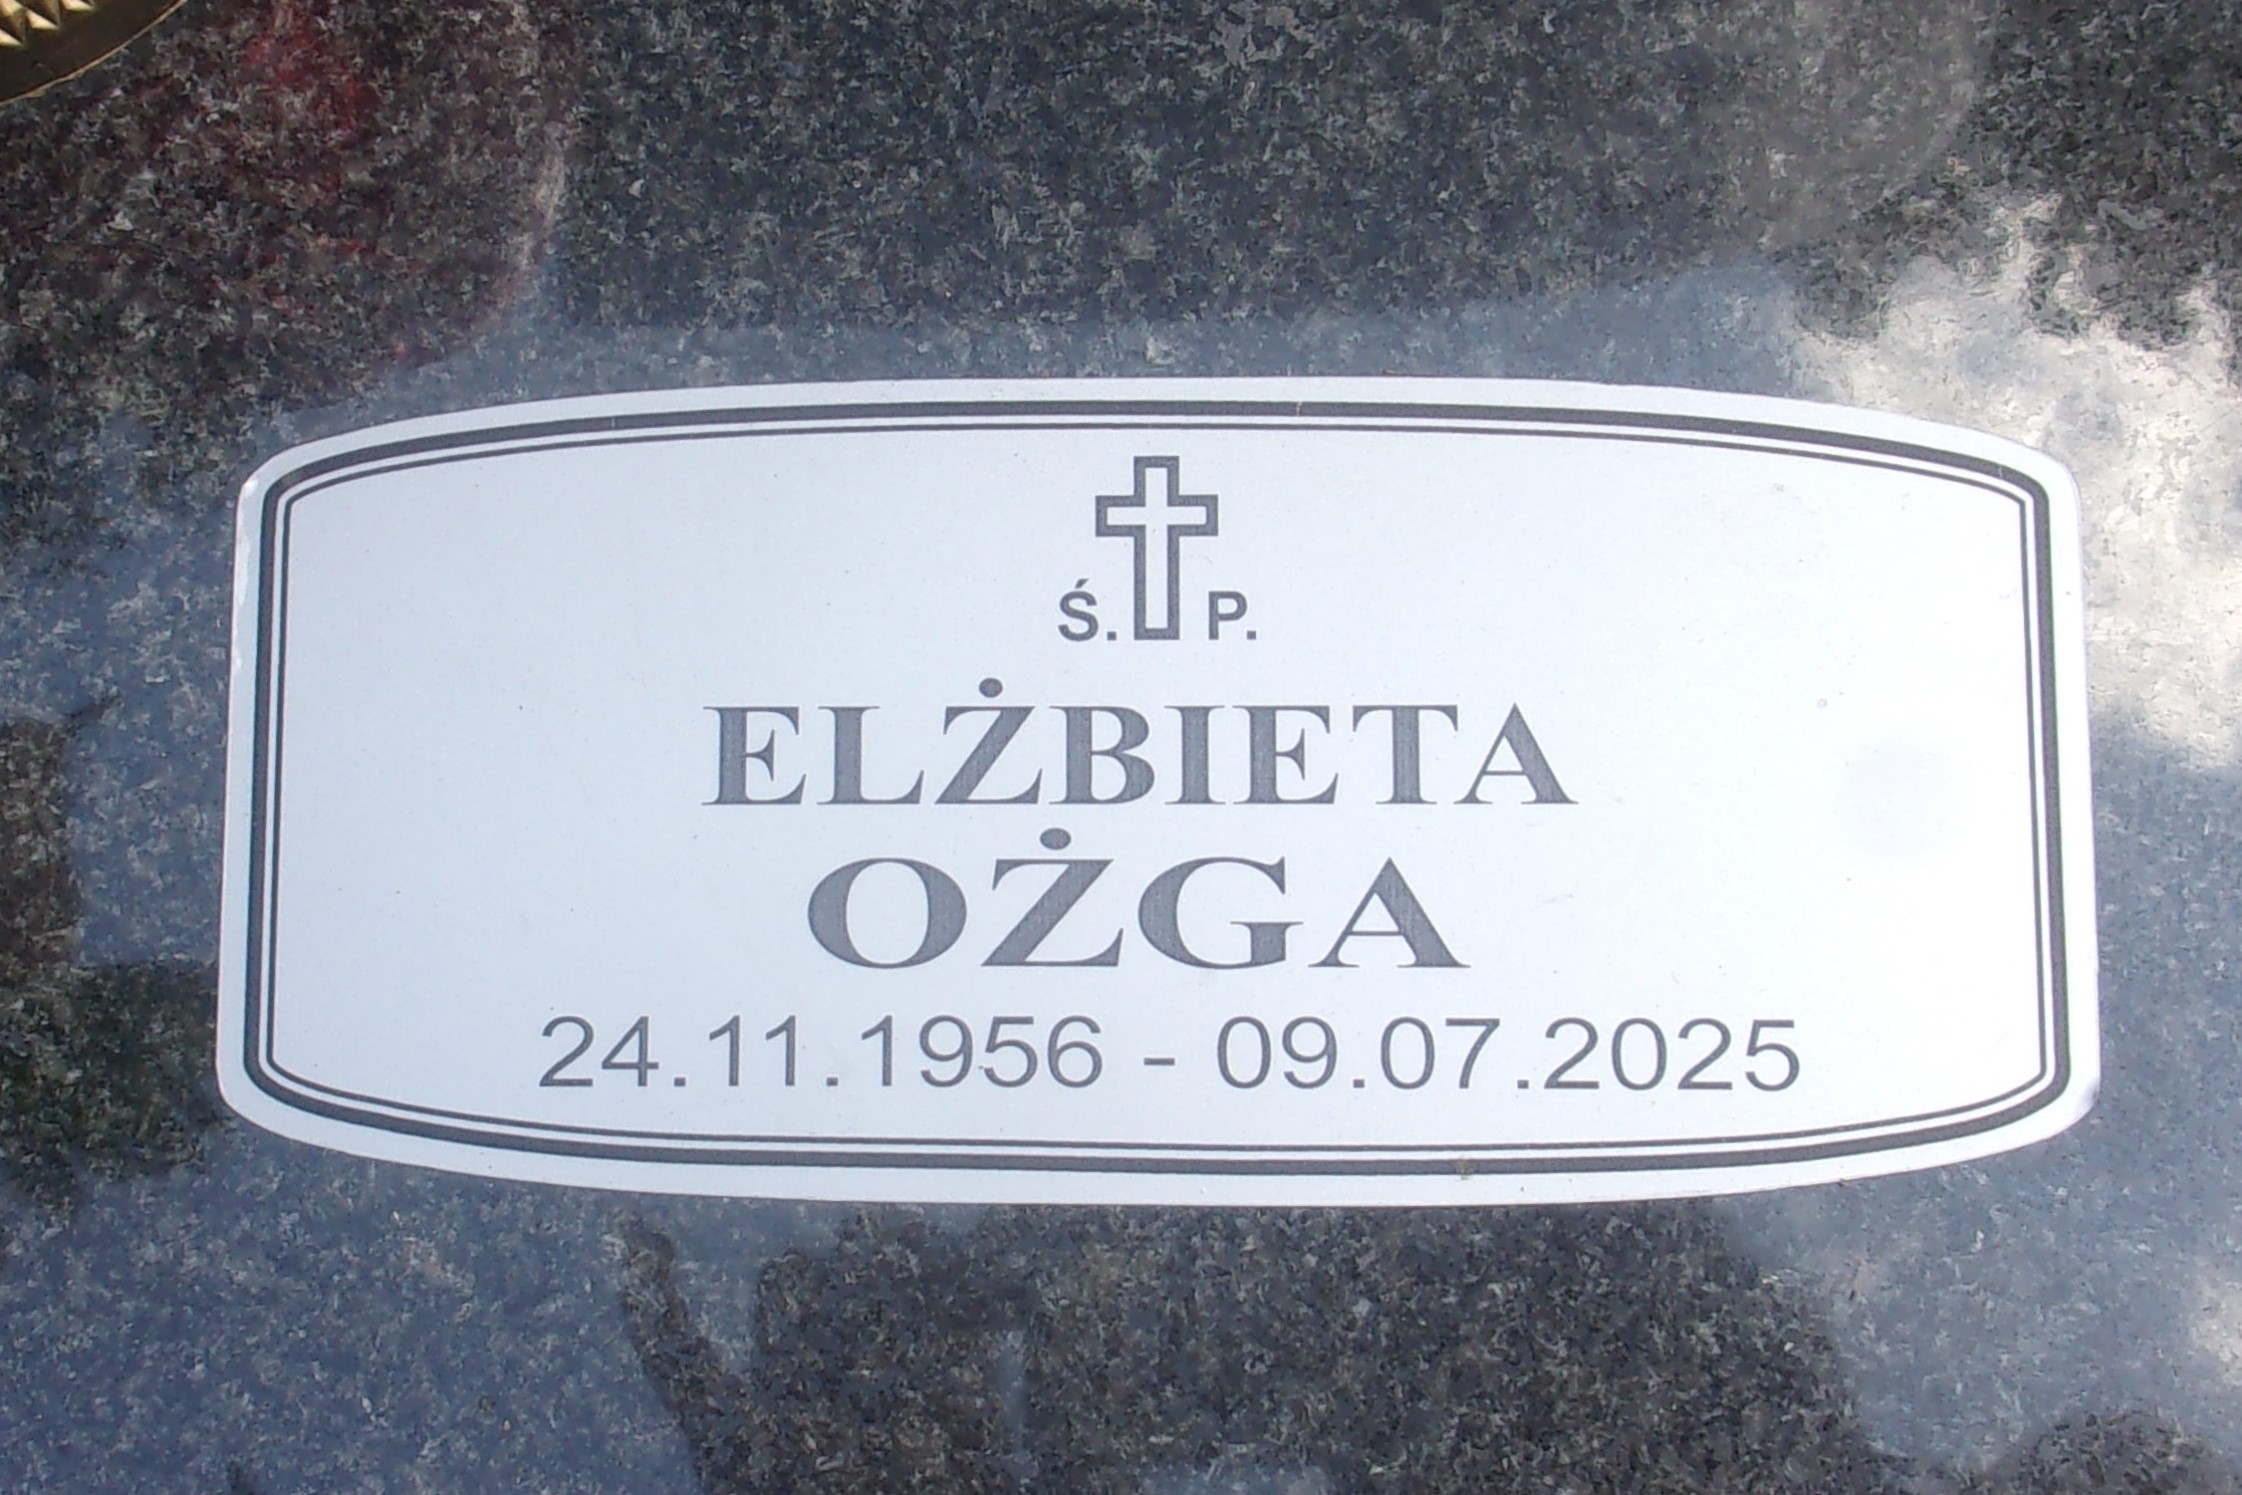 Ś. P.
ELŻBIETA
OŻGA
24.11.1956 - 09.07.2025